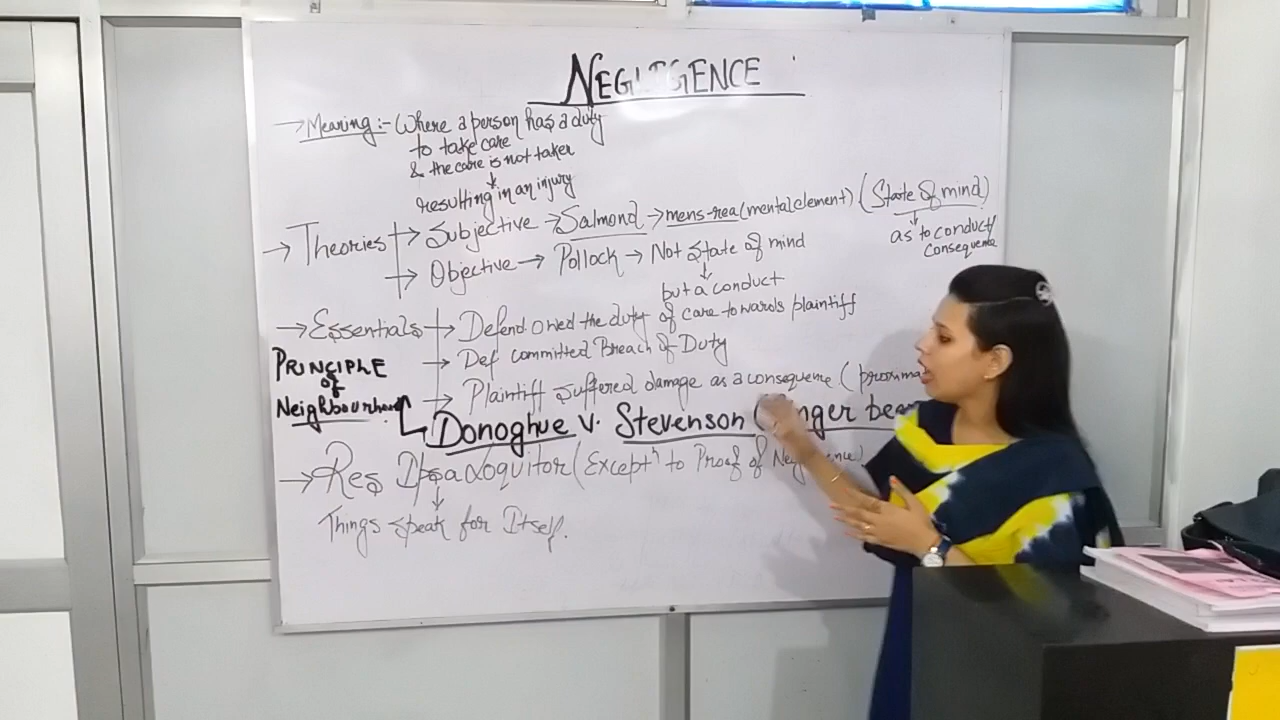 NEGLIGENCE
→ Meaning:- Where a person has a duty
to take care
& the care is not taken
↓
resulting in an injury
→ Theories → Subjective → Salmond → mens-rea (mental element) (State of mind)
↓
as to conduct/
Consequence
→ Objective → Pollock → Not state of mind
↓
but a conduct
→ Essentials → Defend. owed the duty of care towards plaintiff
→ Def committed Breach of Duty
→ Plaintiff suffered damage as a consequence (proxima
PRINCIPLE
of
Neighbourhood
Donoghue v. Stevenson (Ginger bee
→ Res Ipsa Loquitor (Exceptⁿ to Proof of Negligence)
↓
Things speak for Itself.